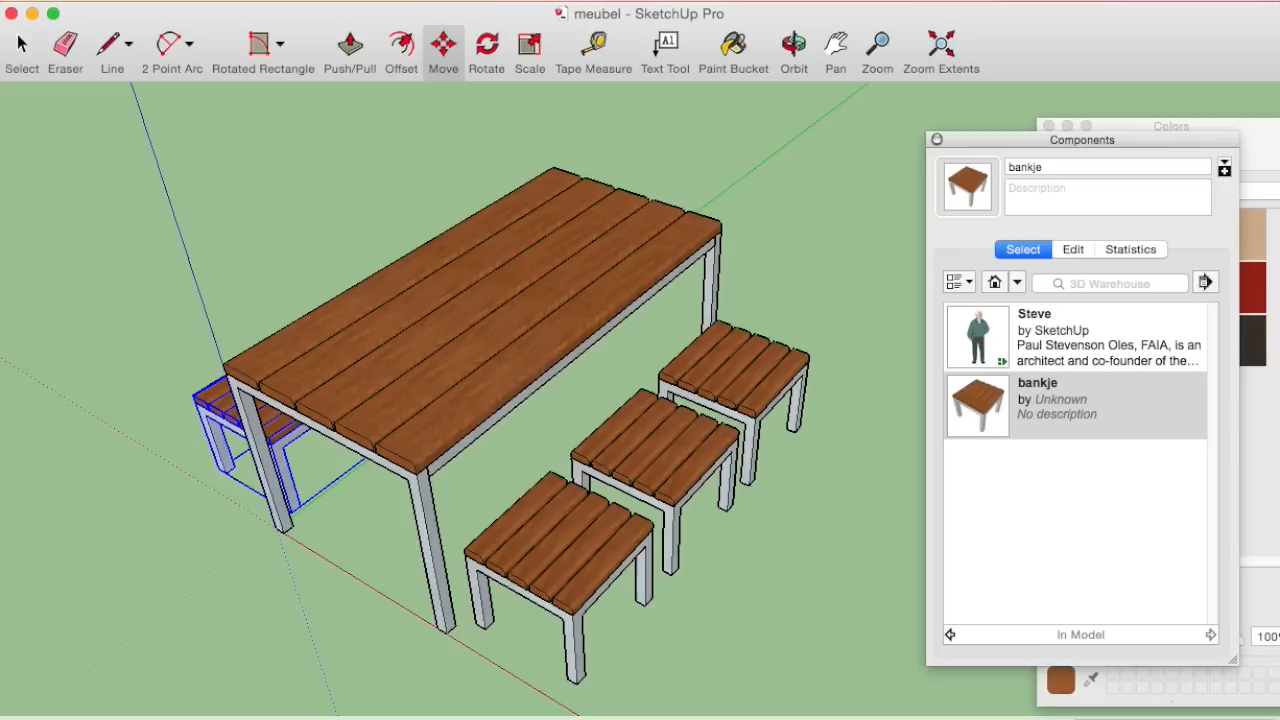 meubel - SketchUp Pro
Select Eraser Line 2 Point Arc Rotated Rectangle Push/Pull Offset Move Rotate Scale Tape Measure Text Tool Paint Bucket Orbit Pan Zoom Zoom Extents
A1
Colors
Components
bankje
Description
Select Edit Statistics
3D Warehouse
Steve
by SketchUp
Paul Stevenson Oles, FAIA, is an
architect and co-founder of the...
bankje
by Unknown
No description
In Model
100%